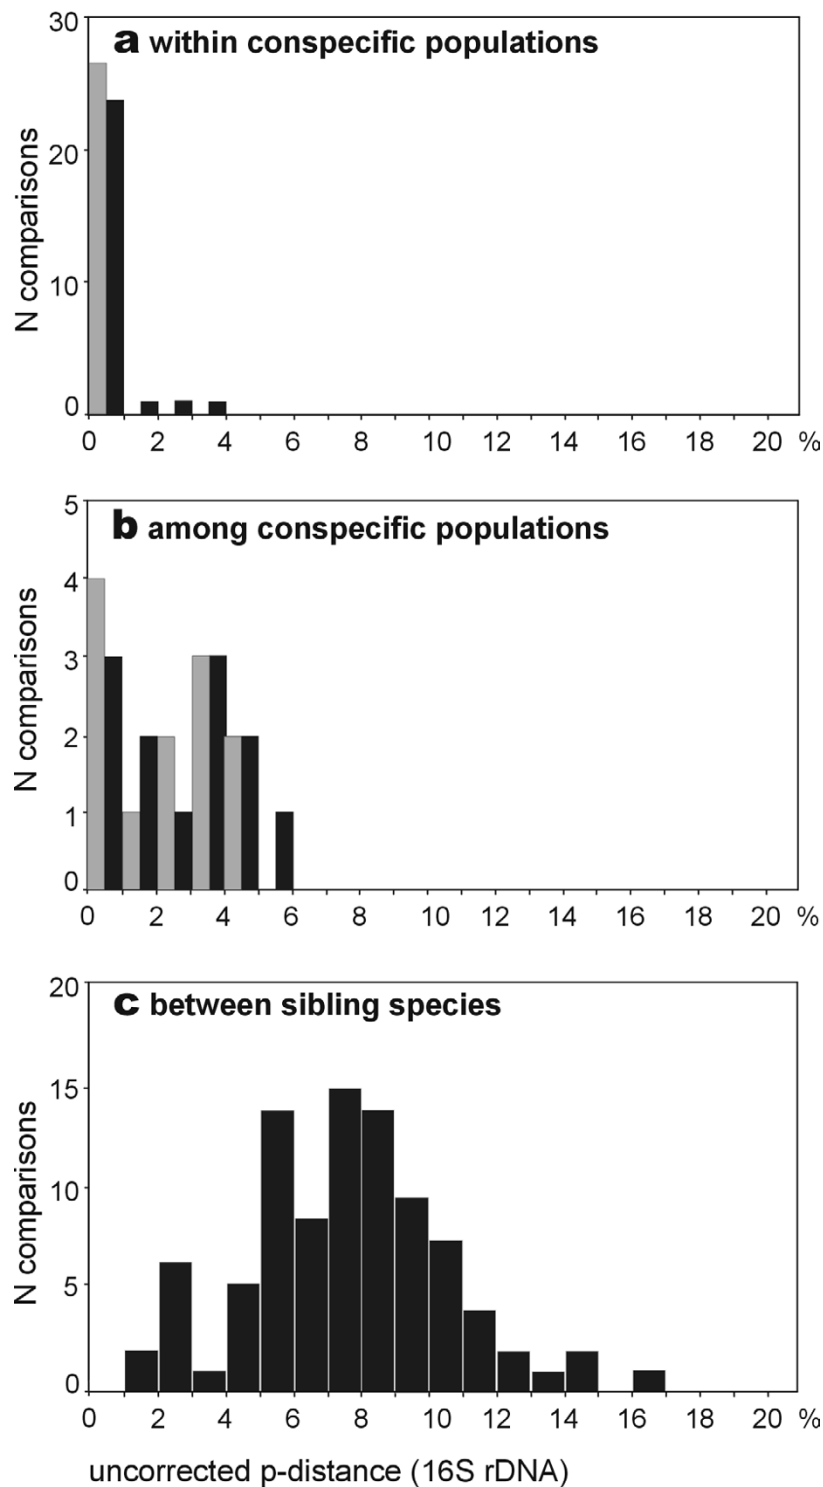 a within conspecific populations
30
20
10
0
N comparisons
0 2 4 6 8 10 12 14 16 18 20 %
b among conspecific populations
5
4
3
2
1
0
N comparisons
0 2 4 6 8 10 12 14 16 18 20 %
c between sibling species
20
15
10
5
0
N comparisons
0 2 4 6 8 10 12 14 16 18 20 %
uncorrected p-distance (16S rDNA)